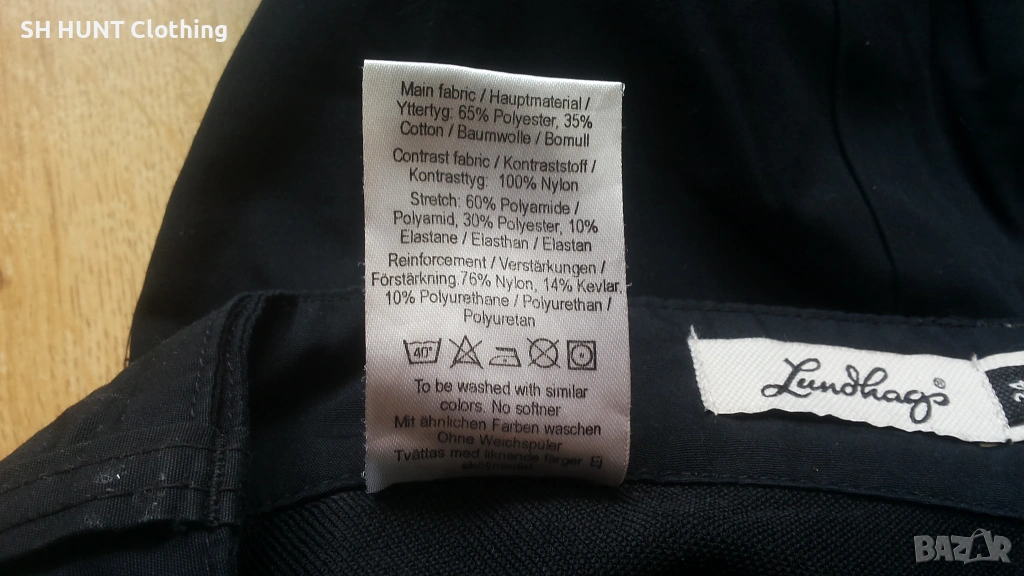 SH HUNT Clothing
Main fabric / Hauptmaterial /
Yttertyg: 65% Polyester, 35%
Cotton / Baumwolle / Bomull
Contrast fabric / Kontraststoff /
Kontrasttyg: 100% Nylon
Stretch: 60% Polyamide /
Polyamid, 30% Polyester, 10%
Elastane / Elasthan / Elastan
Reinforcement / Verstärkungen /
Förstärkning.76% Nylon, 14% Kevlar,
10% Polyurethane / Polyurethan /
Polyuretan
40°
To be washed with similar
colors. No softner
Mit ähnlichen Farben waschen
Ohne Weichspüler
Tvättas med liknande färger Ej
Lundhags®
BAZAR